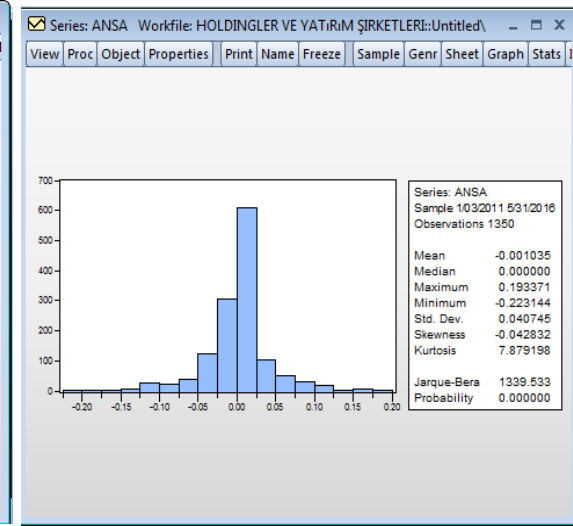 Series: ANSA Workfile: HOLDINGLER VE YATıRıM ŞIRKETLERI::Untitled\
View Proc Object Properties Print Name Freeze Sample Genr Sheet Graph Stats
700
600
500
400
300
200
100
0
-0.20 -0.15 -0.10 -0.05 0.00 0.05 0.10 0.15 0.20
Series: ANSA
Sample 1/03/2011 5/31/2016
Observations 1350
Mean -0.001035
Median 0.000000
Maximum 0.193371
Minimum -0.223144
Std. Dev. 0.040745
Skewness -0.042832
Kurtosis 7.879198
Jarque-Bera 1339.533
Probability 0.000000